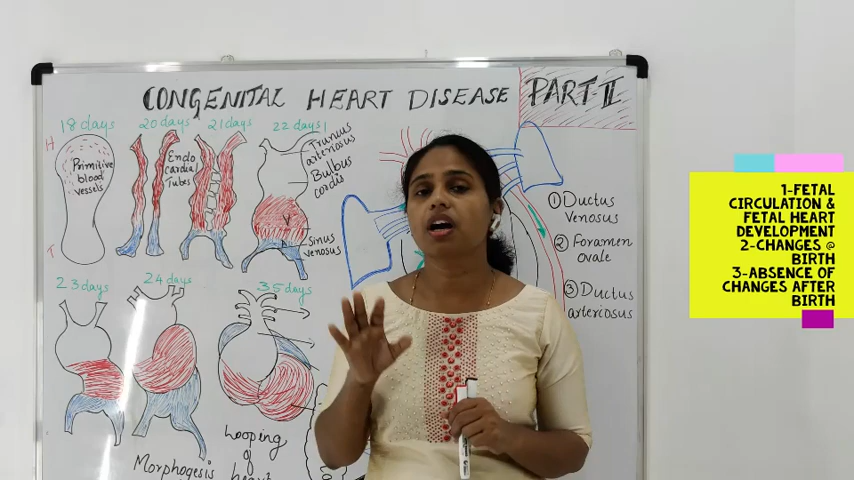 CONGENITAL HEART DISEASE PART II
18 days
20 days
21 days
22 days
H
T
Primitive
blood
vessels
Endo
cardial
Tubes
Truncus
arteriosus
Bulbus
cordis
V
Sinus
venosus
① Ductus
Venosus
② Foramen
ovale
③ Ductus
arteriosus
23 days
24 days
35 days
Looping
of
heart
Morphogesis
1-FETAL
CIRCULATION &
FETAL HEART
DEVELOPMENT
2-CHANGES @
BIRTH
3-ABSENCE OF
CHANGES AFTER
BIRTH